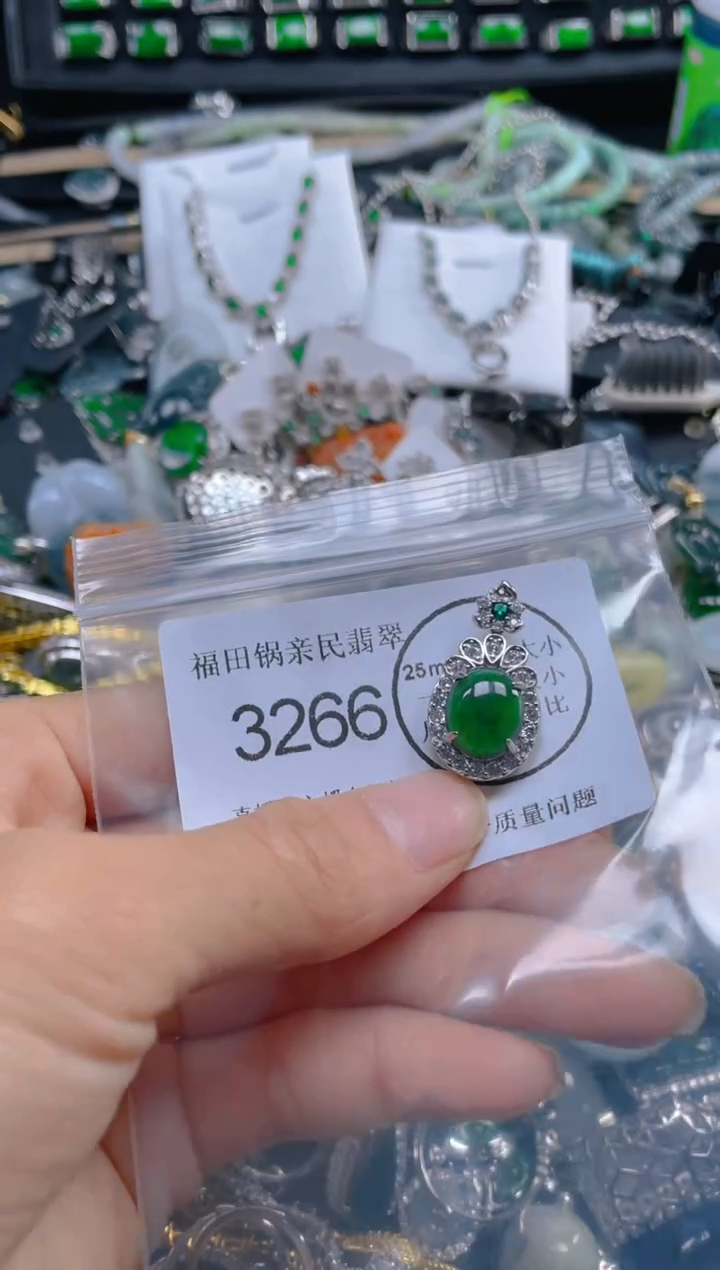 福田锅亲民翡翠
3266
25m 大小
小
比
质量问题